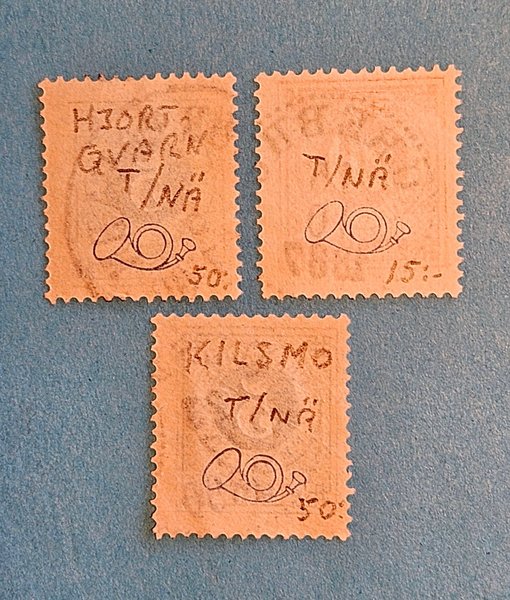 HJORT
QVARN
T/NÄ
50:
T/NÄ
15:-
KILSMO
T/NÄ
50: